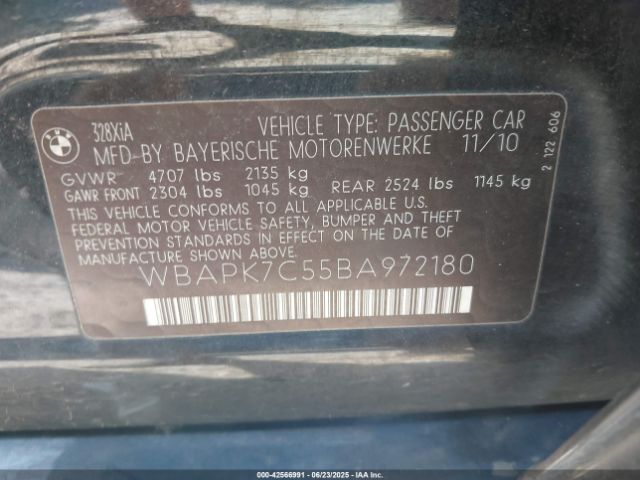 BMW
328XiA
VEHICLE TYPE: PASSENGER CAR
MFD-BY BAYERISCHE MOTORENWERKE 11/10
GVWR 4707 lbs 2135 kg
GAWR FRONT 2304 lbs 1045 kg REAR 2524 lbs 1145 kg
THIS VEHICLE CONFORMS TO ALL APPLICABLE U.S.
FEDERAL MOTOR VEHICLE SAFETY, BUMPER AND THEFT
PREVENTION STANDARDS IN EFFECT ON THE DATE OF
MANUFACTURE SHOWN ABOVE.
WBAPK7C55BA972180
2 122 606
000-42566991 - 06/23/2025 - IAAI.COM